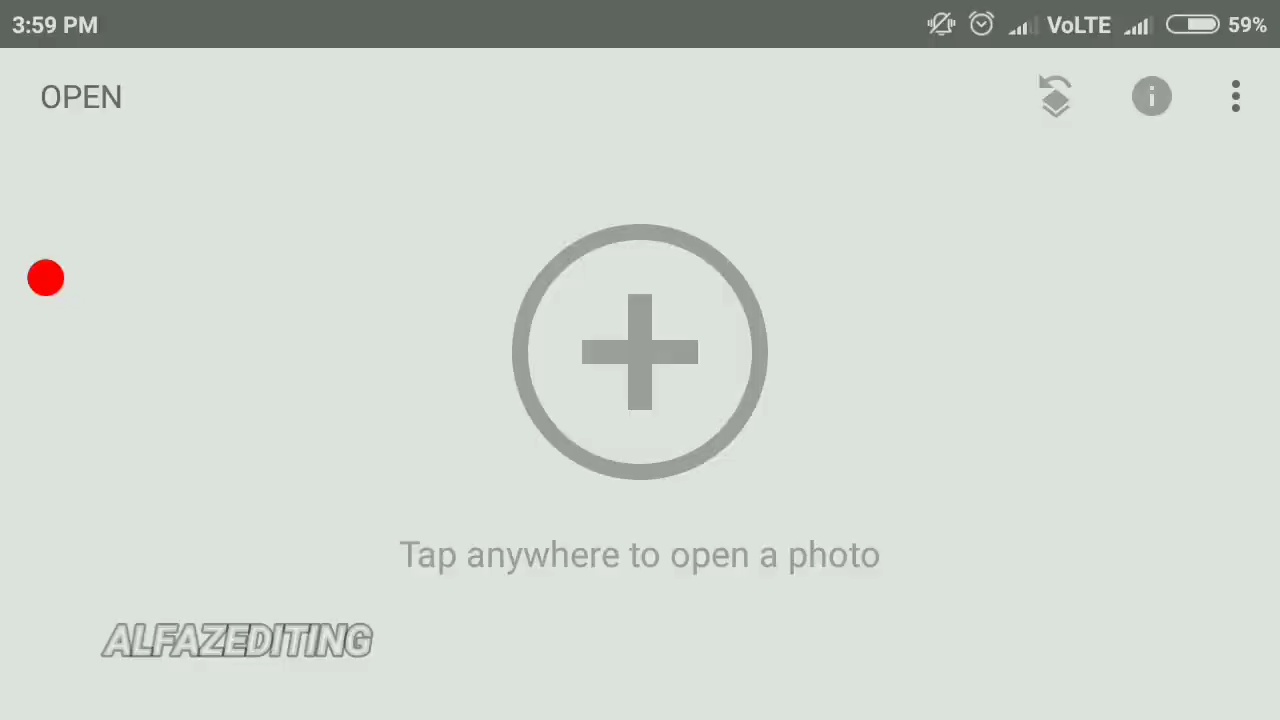 3:59 PM
VoLTE
59%
OPEN
Tap anywhere to open a photo
ALFAZEDITING